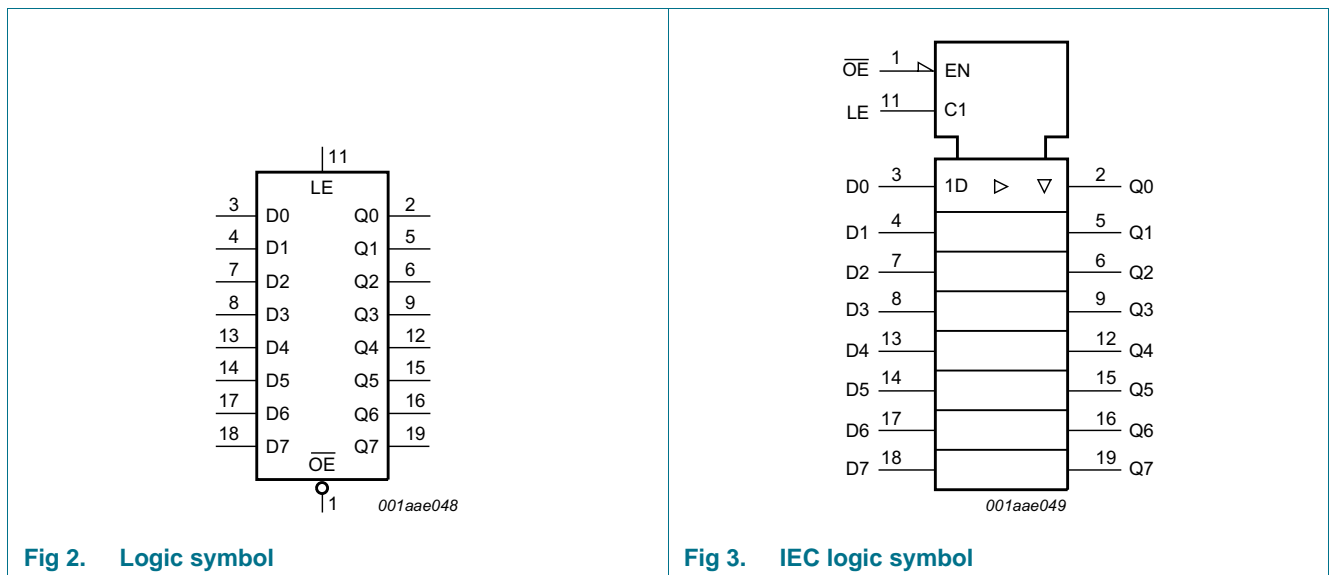 11
LE
3 D0 Q0 2
4 D1 Q1 5
7 D2 Q2 6
8 D3 Q3 9
13 D4 Q4 12
14 D5 Q5 15
17 D6 Q6 16
18 D7 Q7 19
O̅E̅
1
001aae048
Fig 2. Logic symbol
O̅E̅ 1 EN
LE 11 C1
D0 3 1D 2 Q0
D1 4 5 Q1
D2 7 6 Q2
D3 8 9 Q3
D4 13 12 Q4
D5 14 15 Q5
D6 17 16 Q6
D7 18 19 Q7
001aae049
Fig 3. IEC logic symbol